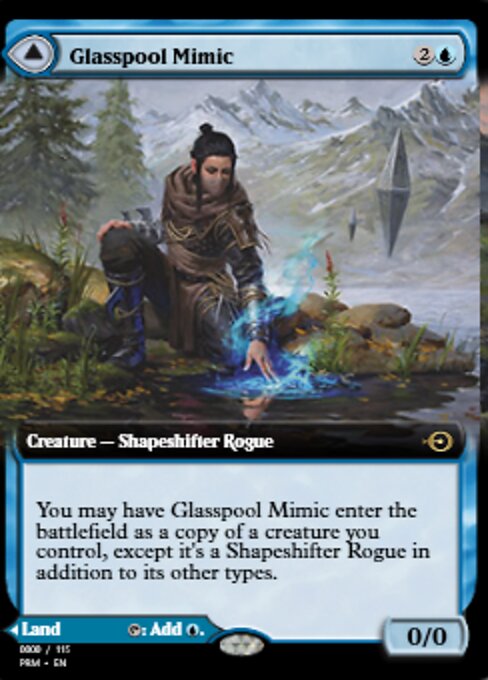 Glasspool Mimic 2
Creature — Shapeshifter Rogue
You may have Glasspool Mimic enter the
battlefield as a copy of a creature you
control, except it's a Shapeshifter Rogue in
addition to its other types.
Land : Add .
0/0
0000 / 115
PRM • EN